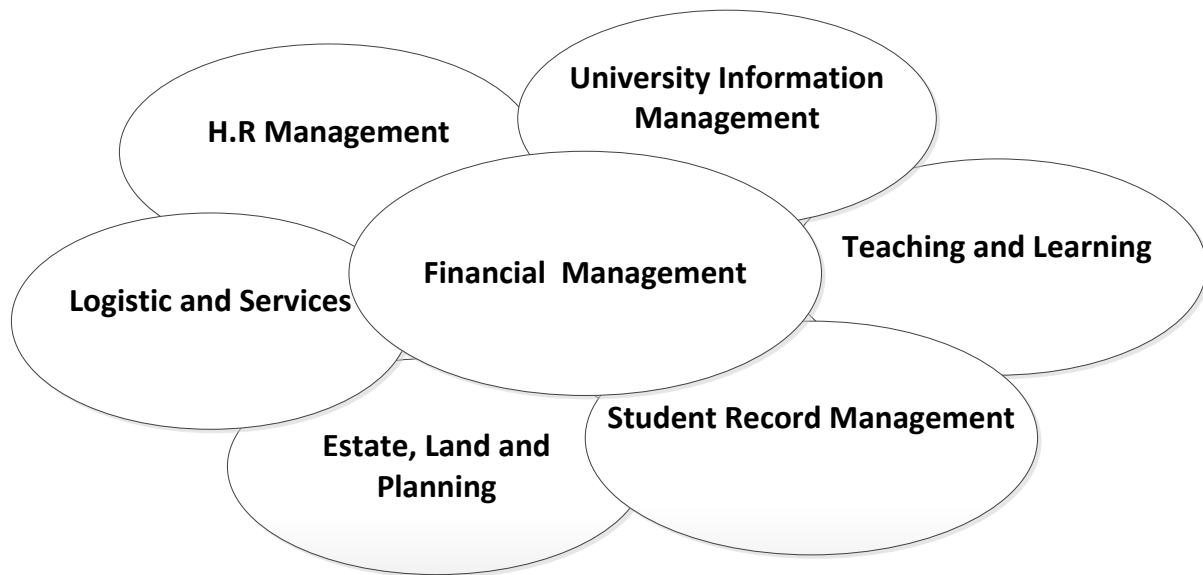 University Information
Management
H.R Management
Teaching and Learning
Financial  Management
Logistic and Services
Student Record Management
Estate, Land and
Planning